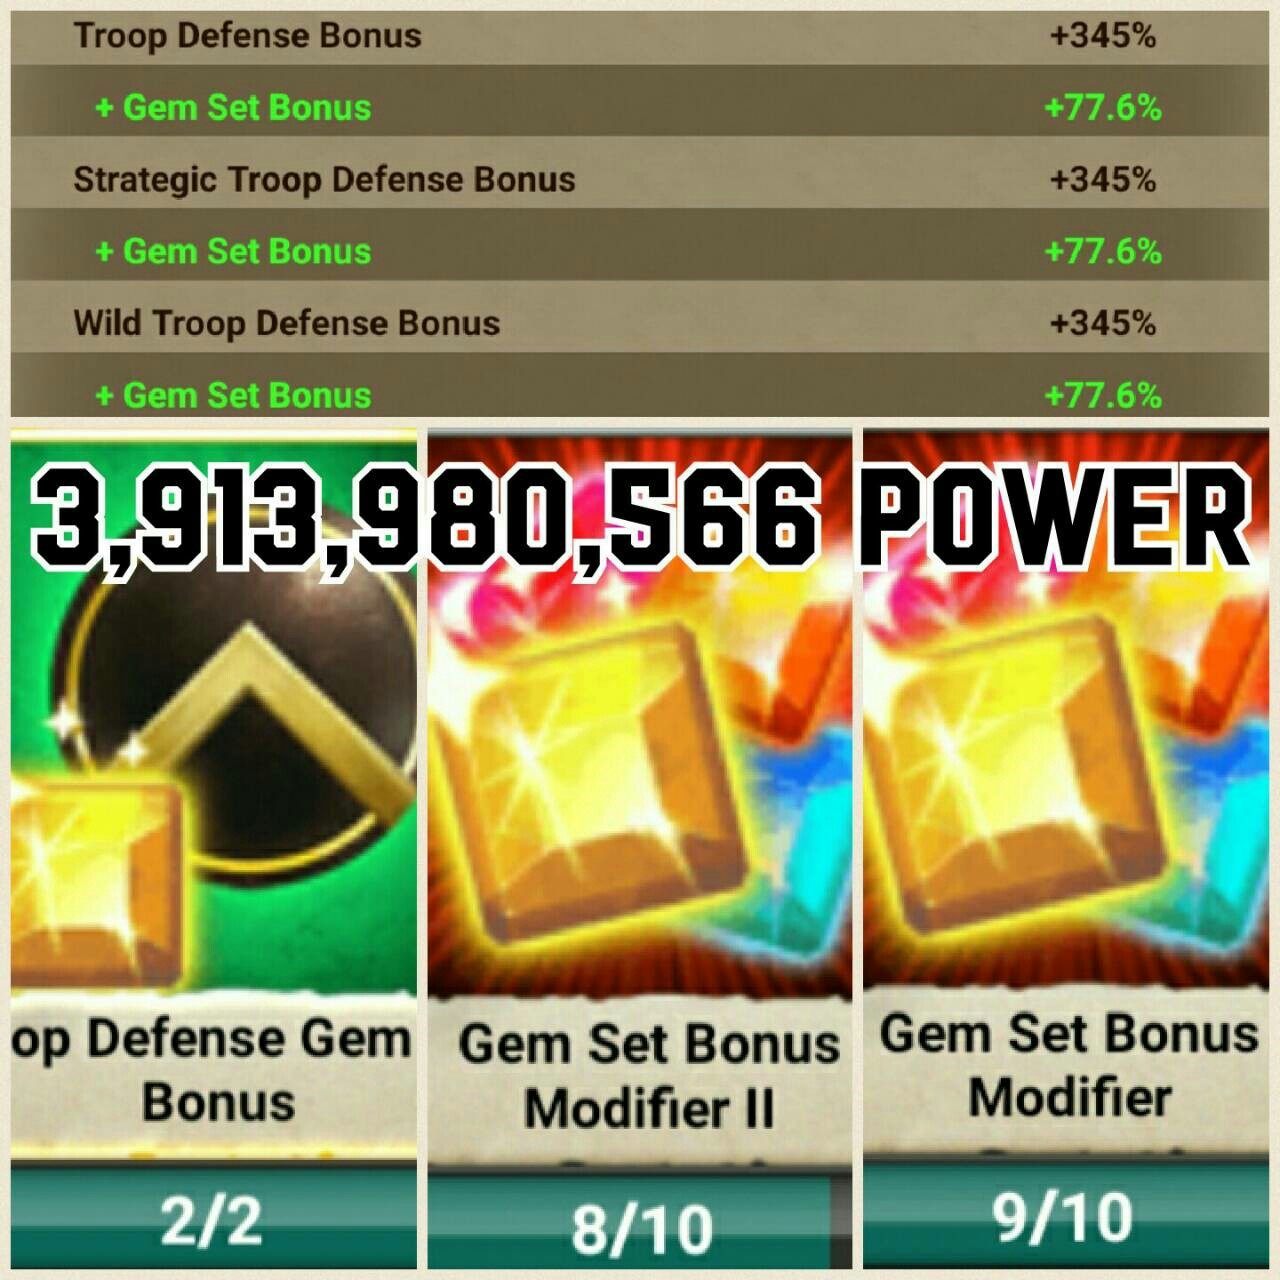 Troop Defense Bonus +345%
+ Gem Set Bonus +77.6%
Strategic Troop Defense Bonus +345%
+ Gem Set Bonus +77.6%
Wild Troop Defense Bonus +345%
+ Gem Set Bonus +77.6%
3,913,980,566 POWER
op Defense Gem
Bonus
2/2
Gem Set Bonus
Modifier II
8/10
Gem Set Bonus
Modifier
9/10